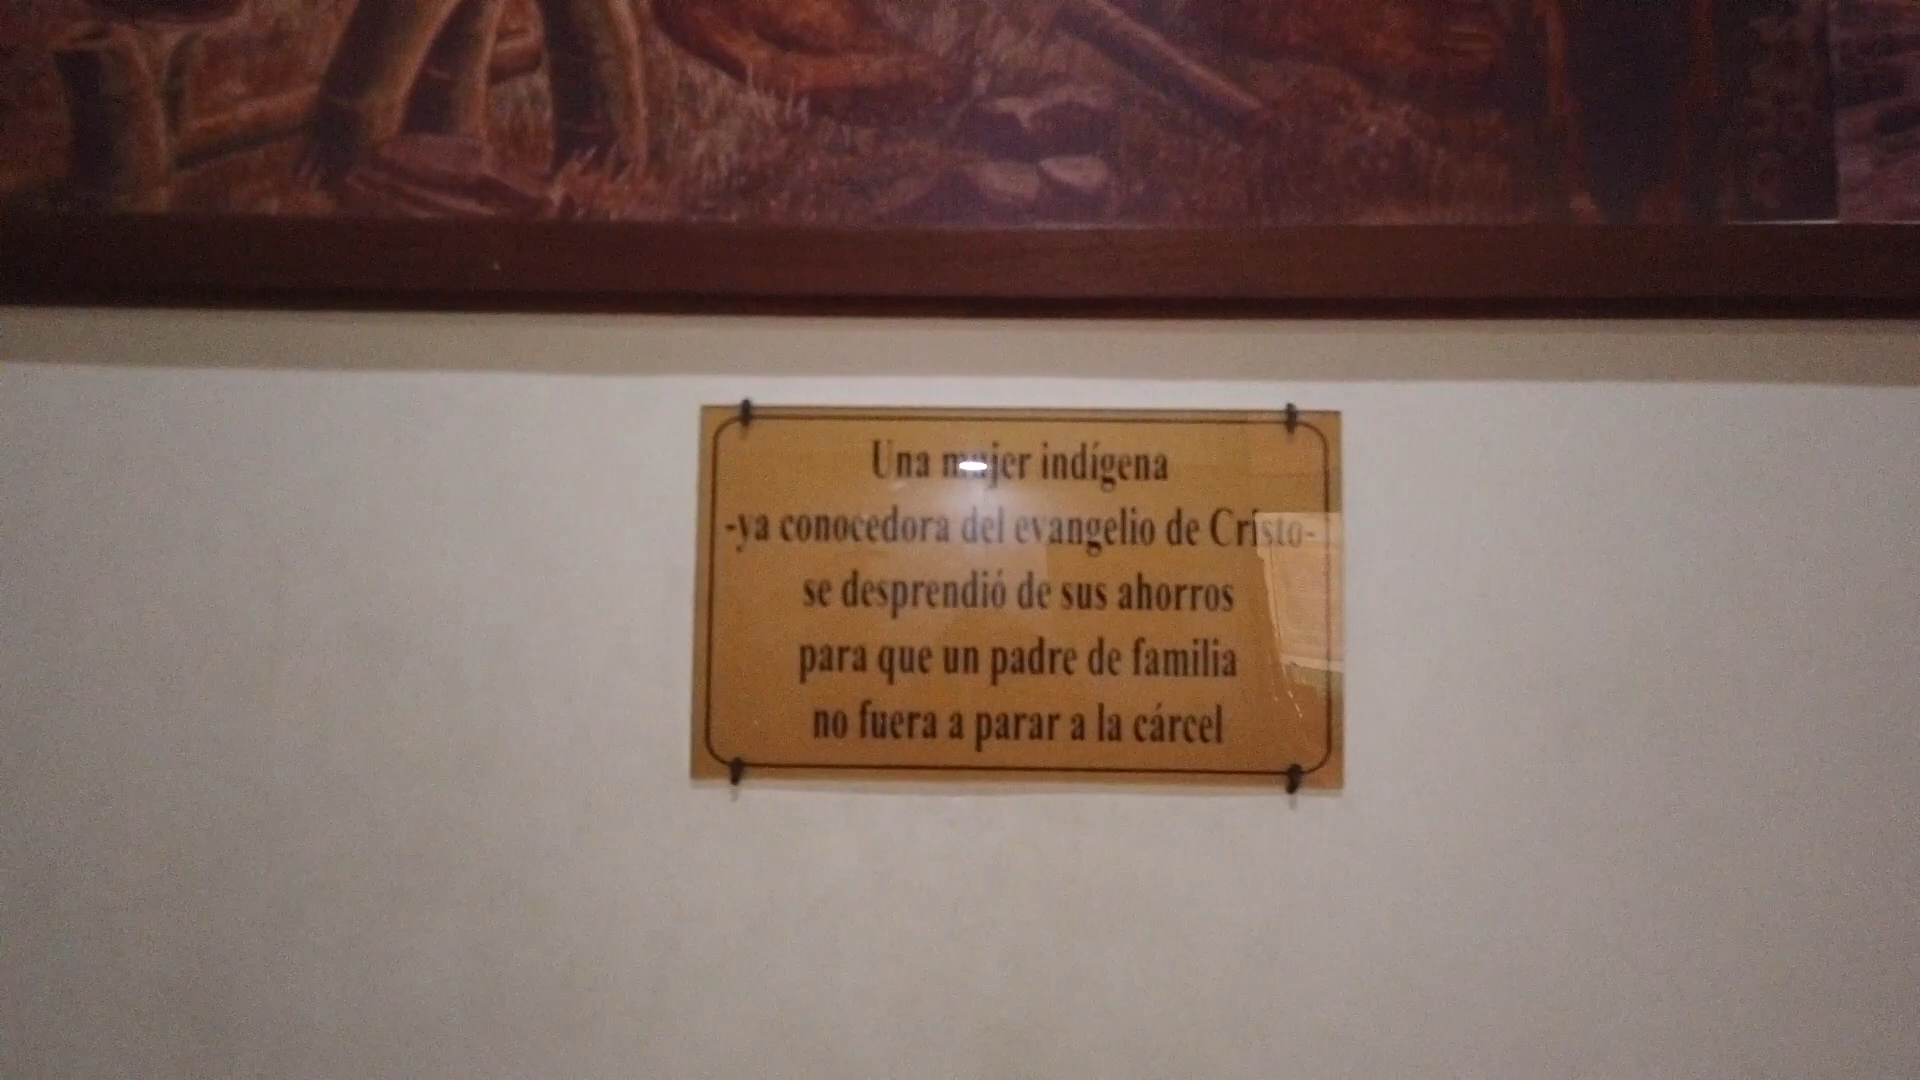 Una mujer indígena
-ya conocedora del evangelio de Cristo-
se desprendió de sus ahorros
para que un padre de familia
no fuera a parar a la cárcel